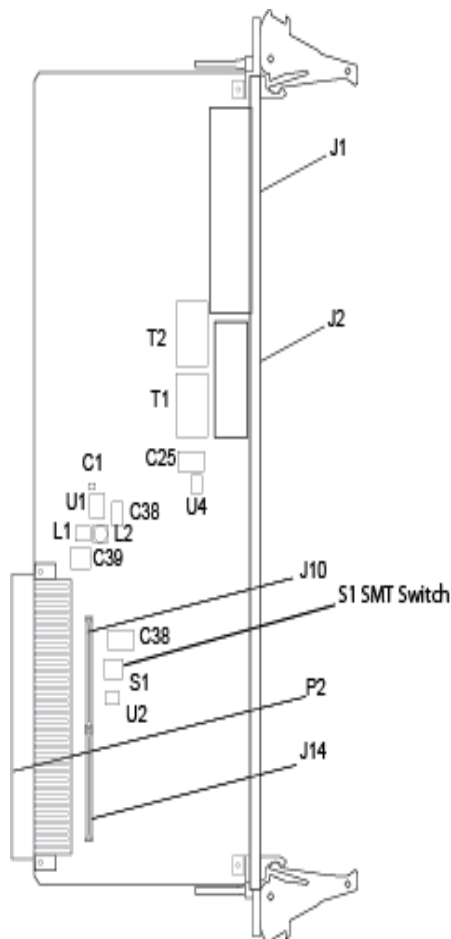 J1
J2
T2
T1
C25
C1
U1
C38
U4
L1
L2
C39
J10
S1 SMT Switch
C38
S1
P2
U2
J14